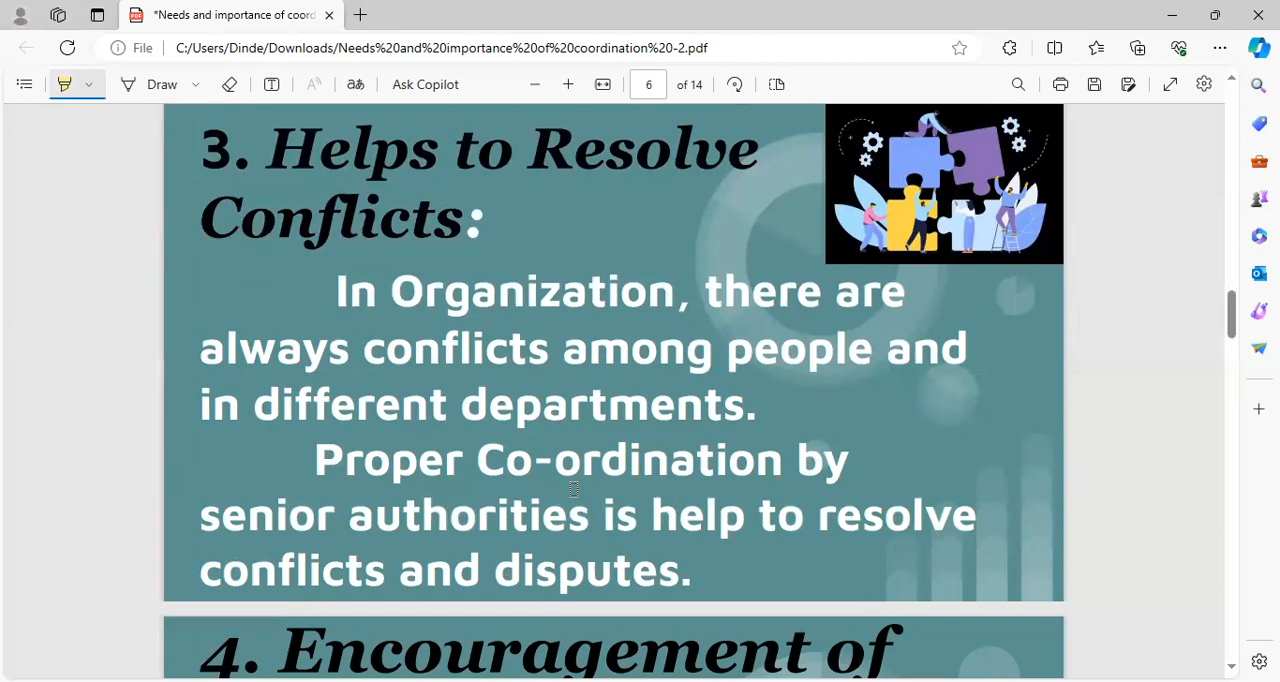 *Needs and importance of coord
File
C:/Users/Dinde/Downloads/Needs%20and%20importance%20of%20coordination%20-2.pdf
Draw
aあ
Ask Copilot
6
of 14
3. Helps to Resolve
Conflicts:
In Organization, there are
always conflicts among people and
in different departments.
Proper Co-ordination by
senior authorities is help to resolve
conflicts and disputes.
4. Encouragement of